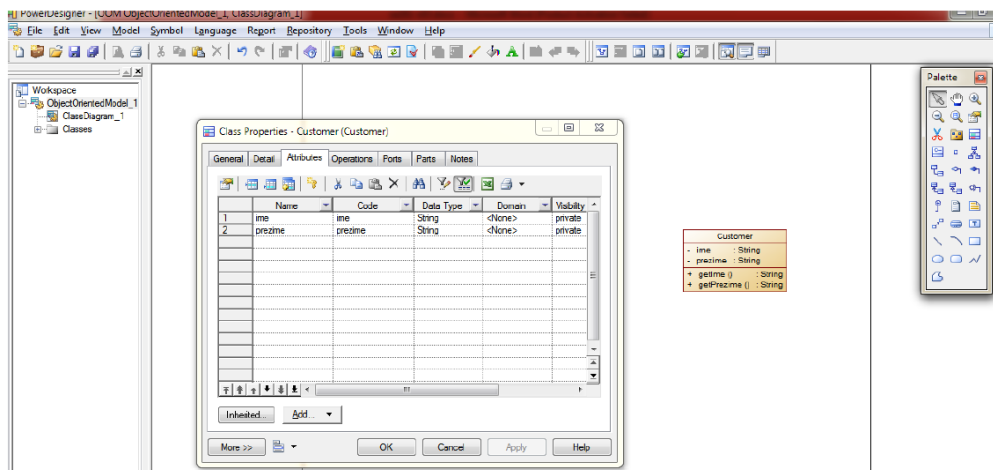 PowerDesigner - [OOM ObjectOrientedModel_1, ClassDiagram_1]
File Edit View Model Symbol Language Report Repository Tools Window Help
Workspace
ObjectOrientedModel_1
ClassDiagram_1
Classes
Class Properties - Customer (Customer)
General Detail Attributes Operations Ports Parts Notes
Name Code Data Type Domain Visibility
1 ime ime String <None> private
2 prezime prezime String <None> private
Inherited... Add...
More >> OK Cancel Apply Help
Customer
- ime : String
- prezime : String
+ getIme () : String
+ getPrezime () : String
Palette